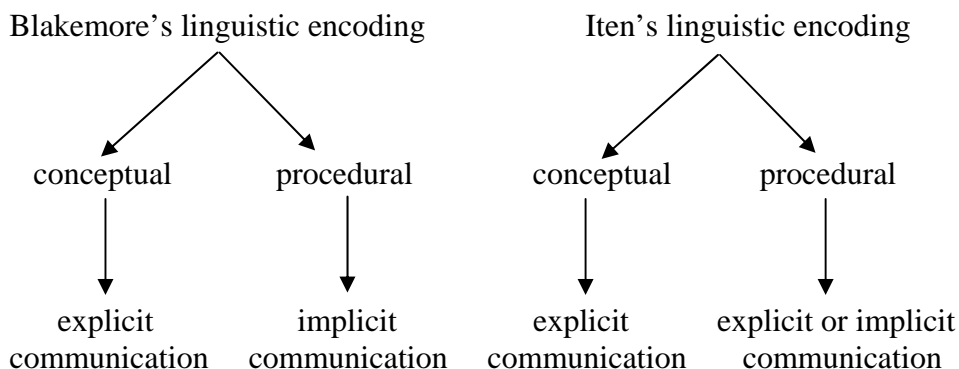 Blakemore’s linguistic encoding
Iten’s linguistic encoding
conceptual
procedural
conceptual
procedural
explicit
communication
implicit
communication
explicit
communication
explicit or implicit
communication